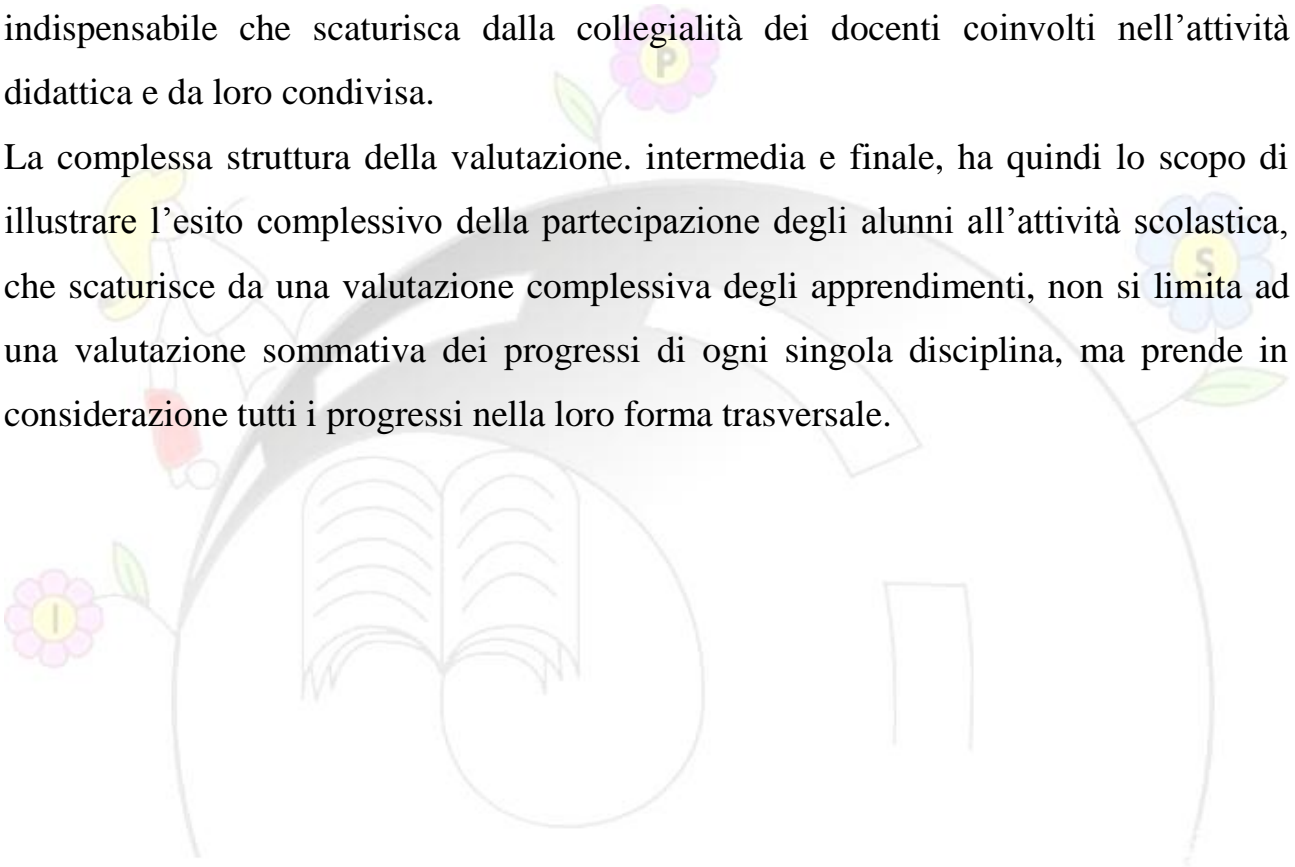 indispensabile che scaturisca dalla collegialità dei docenti coinvolti nell’attività
didattica e da loro condivisa.
La complessa struttura della valutazione. intermedia e finale, ha quindi lo scopo di
illustrare l’esito complessivo della partecipazione degli alunni all’attività scolastica,
che scaturisce da una valutazione complessiva degli apprendimenti, non si limita ad
una valutazione sommativa dei progressi di ogni singola disciplina, ma prende in
considerazione tutti i progressi nella loro forma trasversale.
P
S
I